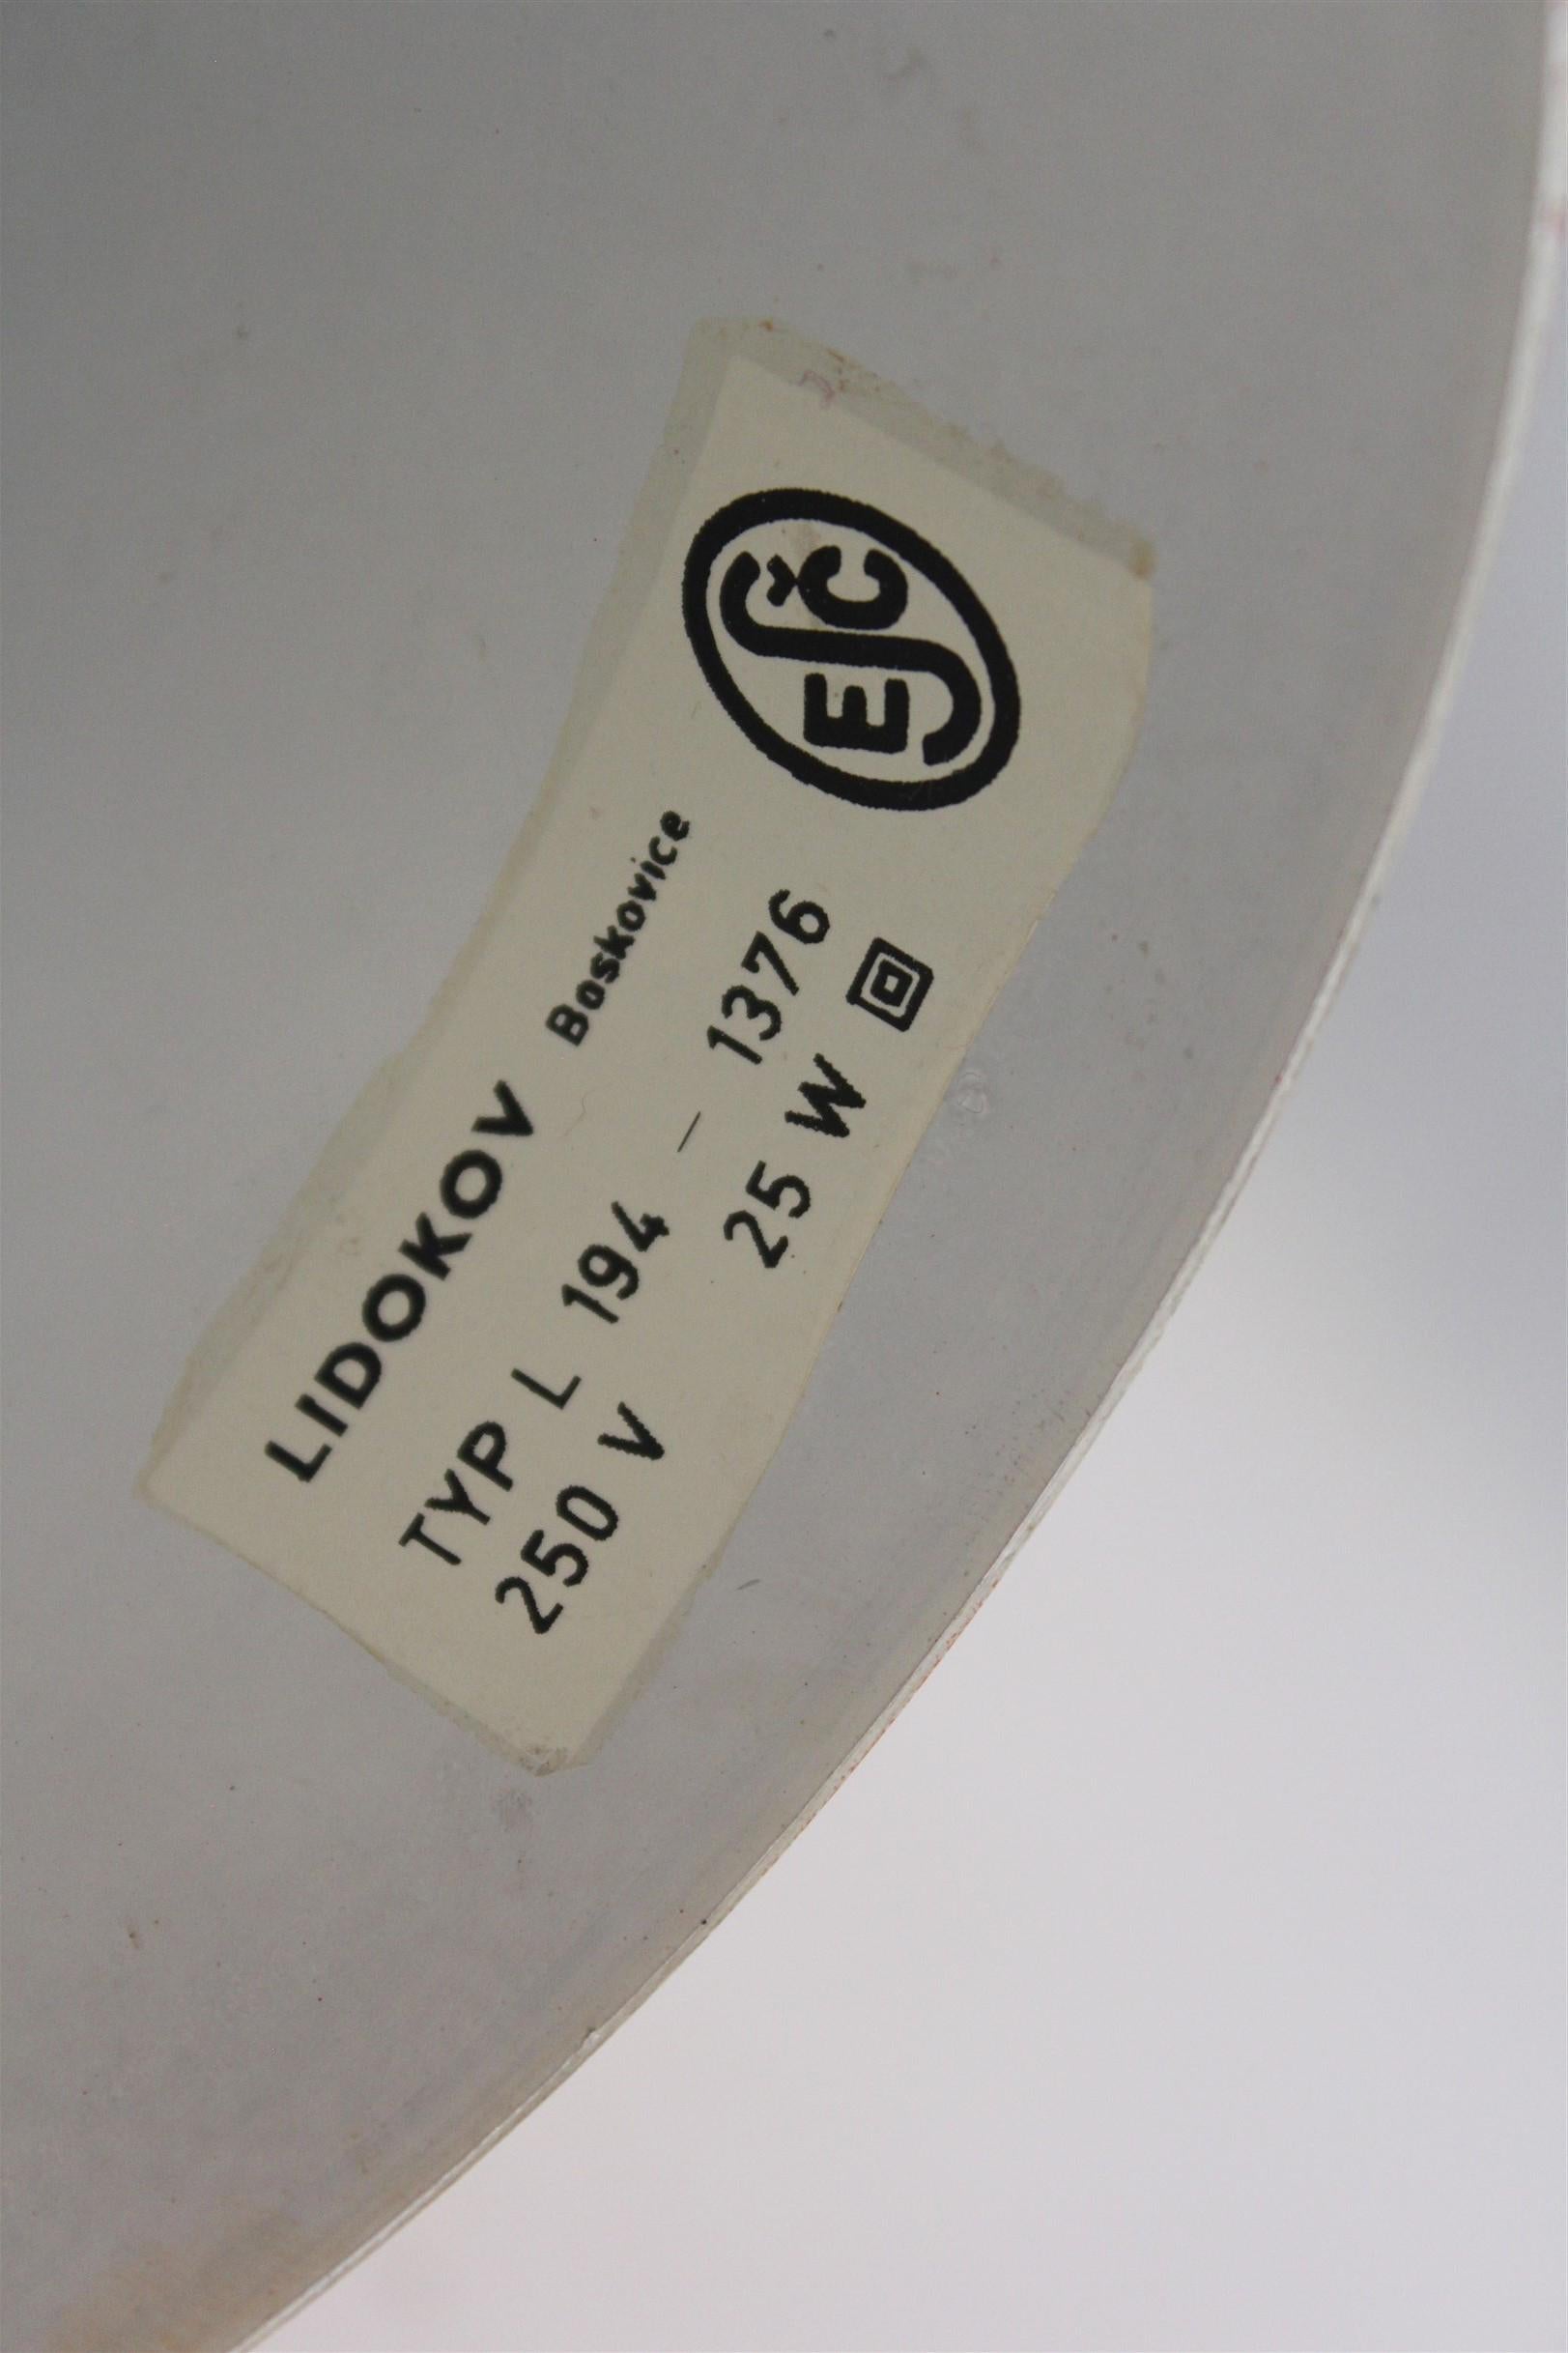 LIDOKOV Boskovice
TYP L 194 – 1376
250 V 25 W
ESČ